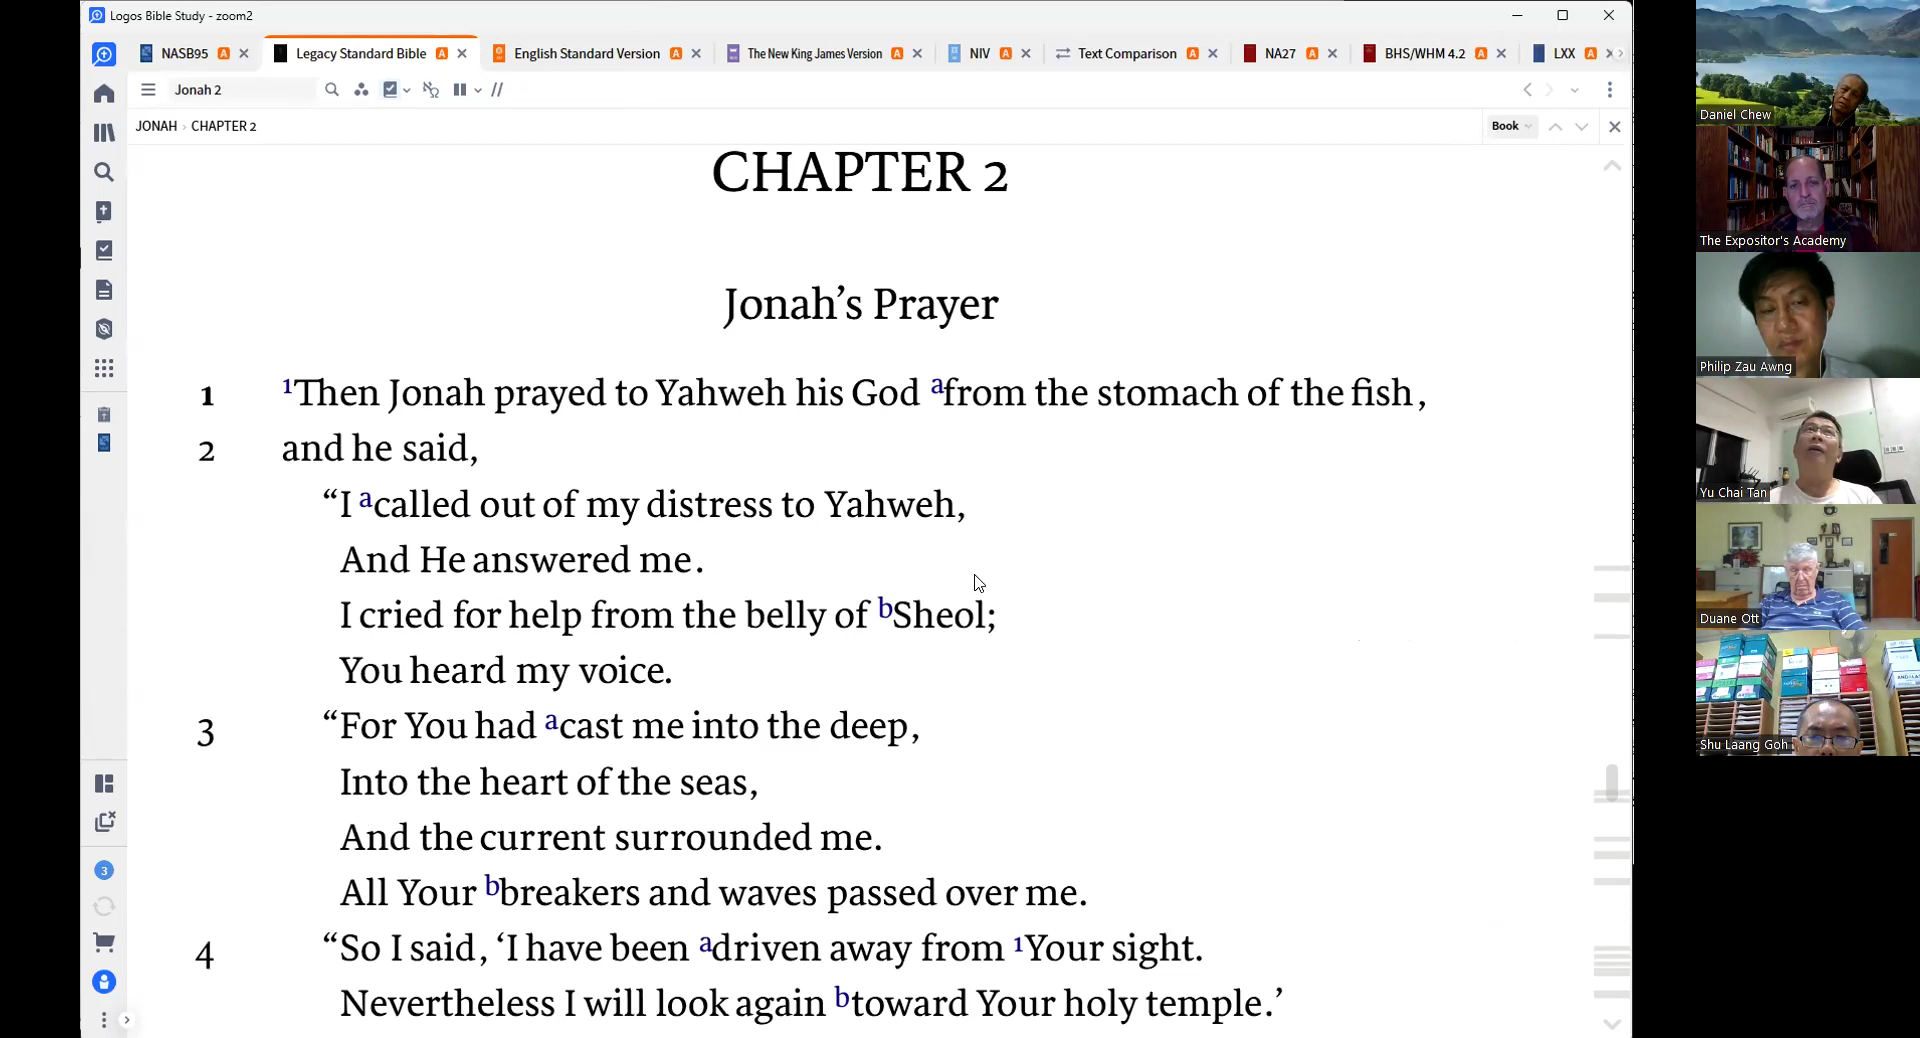 Logos Bible Study - zoom2
NASB95 A
Legacy Standard Bible A
English Standard Version A
The New King James Version A
NIV A
Text Comparison A
NA27 A
BHS/WHM 4.2 A
LXX A
Jonah 2
JONAH › CHAPTER 2
Book
CHAPTER 2
Jonah’s Prayer
1 ¹Then Jonah prayed to Yahweh his God ᵃfrom the stomach of the fish,
2 and he said,
“I ᵃcalled out of my distress to Yahweh,
And He answered me.
I cried for help from the belly of ᵇSheol;
You heard my voice.
3 “For You had ᵃcast me into the deep,
Into the heart of the seas,
And the current surrounded me.
All Your ᵇbreakers and waves passed over me.
4 “So I said, ‘I have been ᵃdriven away from ¹Your sight.
Nevertheless I will look again ᵇtoward Your holy temple.’
3
Daniel Chew
The Expositor's Academy
Philip Zau Awng
Yu Chai Tan
Duane Ott
Shu Laang Goh